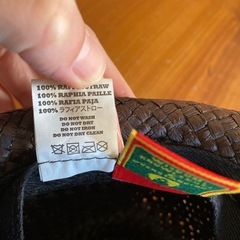 100% RAFFIA STRAW
100% RAPHIA PAILLE
100% RAFIA PAJA
100% ラフィアストロー
DO NOT WASH
DO NOT DRY
DO NOT IRON
DO NOT DRY CLEAN